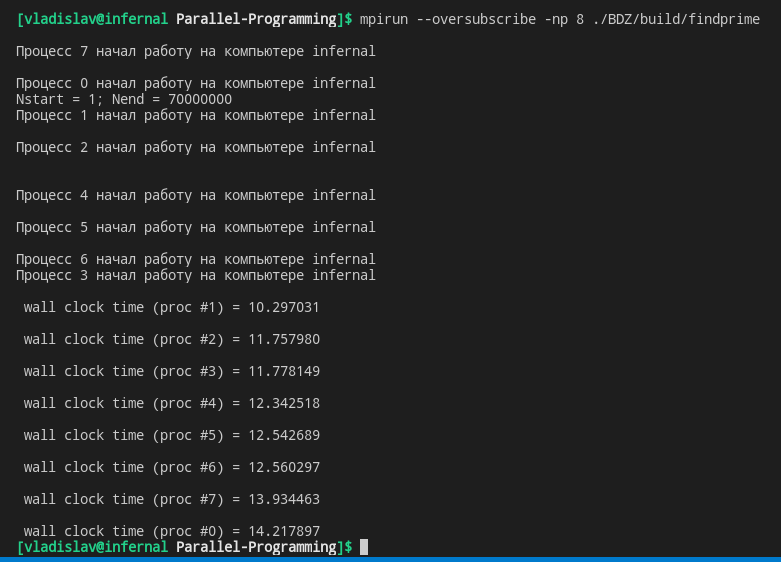 [vladislav@infernal Parallel-Programming]$ mpirun --oversubscribe -np 8 ./BDZ/build/findprime
Процесс 7 начал работу на компьютере infernal
Процесс 0 начал работу на компьютере infernal
Nstart = 1; Nend = 70000000
Процесс 1 начал работу на компьютере infernal
Процесс 2 начал работу на компьютере infernal
Процесс 4 начал работу на компьютере infernal
Процесс 5 начал работу на компьютере infernal
Процесс 6 начал работу на компьютере infernal
Процесс 3 начал работу на компьютере infernal
wall clock time (proc #1) = 10.297031
wall clock time (proc #2) = 11.757980
wall clock time (proc #3) = 11.778149
wall clock time (proc #4) = 12.342518
wall clock time (proc #5) = 12.542689
wall clock time (proc #6) = 12.560297
wall clock time (proc #7) = 13.934463
wall clock time (proc #0) = 14.217897
[vladislav@infernal Parallel-Programming]$